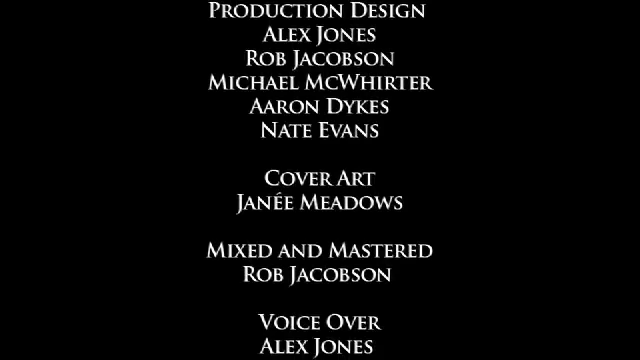 Production Design
Alex Jones
Rob Jacobson
Michael McWhirter
Aaron Dykes
Nate Evans
Cover Art
Janée Meadows
Mixed and Mastered
Rob Jacobson
Voice Over
Alex Jones